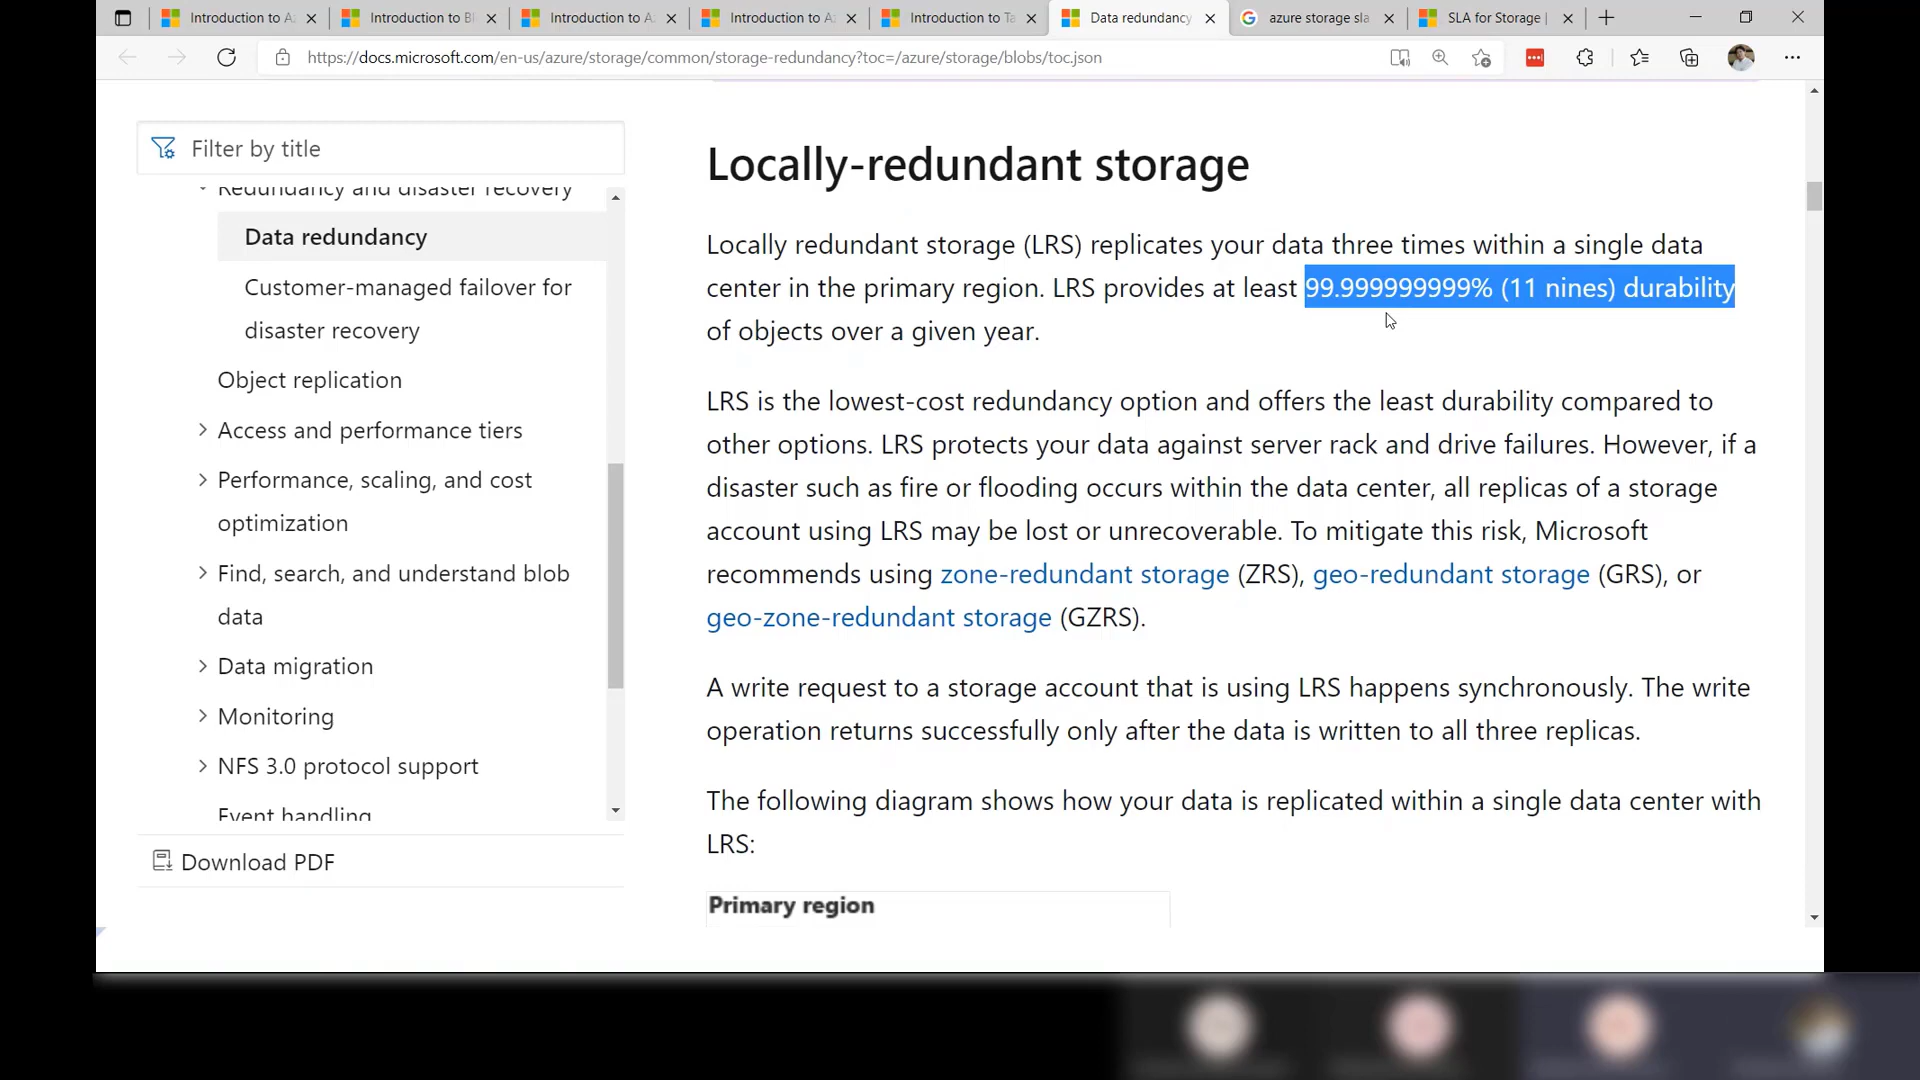 Introduction to A
Introduction to Bl
Introduction to A
Introduction to A
Introduction to Ta
Data redundancy
azure storage sla
SLA for Storage |
https://docs.microsoft.com/en-us/azure/storage/common/storage-redundancy?toc=/azure/storage/blobs/toc.json
Filter by title
Redundancy and disaster recovery
Data redundancy
Customer-managed failover for
disaster recovery
Object replication
Access and performance tiers
Performance, scaling, and cost
optimization
Find, search, and understand blob
data
Data migration
Monitoring
NFS 3.0 protocol support
Event handling
Download PDF
Locally-redundant storage
Locally redundant storage (LRS) replicates your data three times within a single data
center in the primary region. LRS provides at least 99.999999999% (11 nines) durability
of objects over a given year.
LRS is the lowest-cost redundancy option and offers the least durability compared to
other options. LRS protects your data against server rack and drive failures. However, if a
disaster such as fire or flooding occurs within the data center, all replicas of a storage
account using LRS may be lost or unrecoverable. To mitigate this risk, Microsoft
recommends using zone-redundant storage (ZRS), geo-redundant storage (GRS), or
geo-zone-redundant storage (GZRS).
A write request to a storage account that is using LRS happens synchronously. The write
operation returns successfully only after the data is written to all three replicas.
The following diagram shows how your data is replicated within a single data center with
LRS:
Primary region